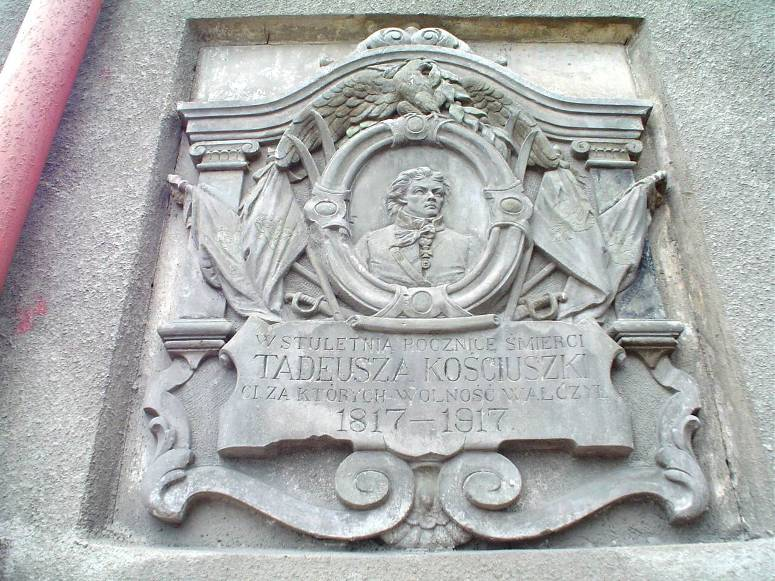 W STULETNIĄ ROCZNICĘ ŚMIERCI
TADEUSZA KOŚCIUSZKI
CI, ZA KTÓRYCH WOLNOŚĆ WALCZYŁ
1817-1917.